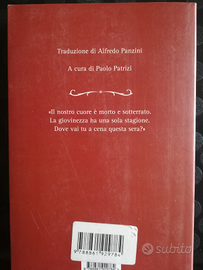 Traduzione di Alfredo Panzini
A cura di Paolo Patrizi
«Il nostro cuore è morto e sotterrato.
La giovinezza ha una sola stagione.
Dove vai tu a cena questa sera?»
9788861929784
subito